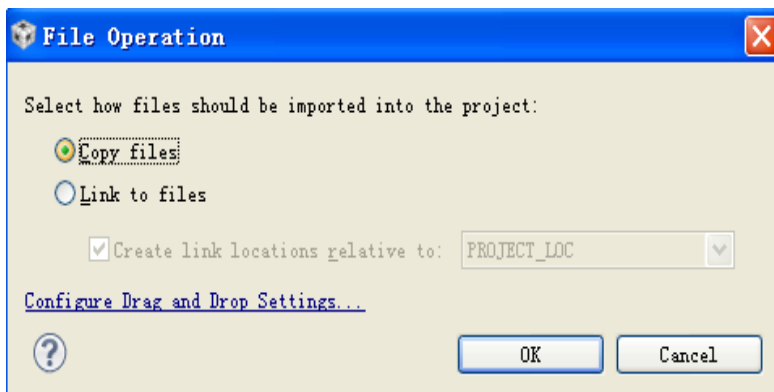 File Operation
Select how files should be imported into the project:
Copy files
Link to files
Create link locations relative to: PROJECT_LOC
Configure Drag and Drop Settings...
? OK Cancel